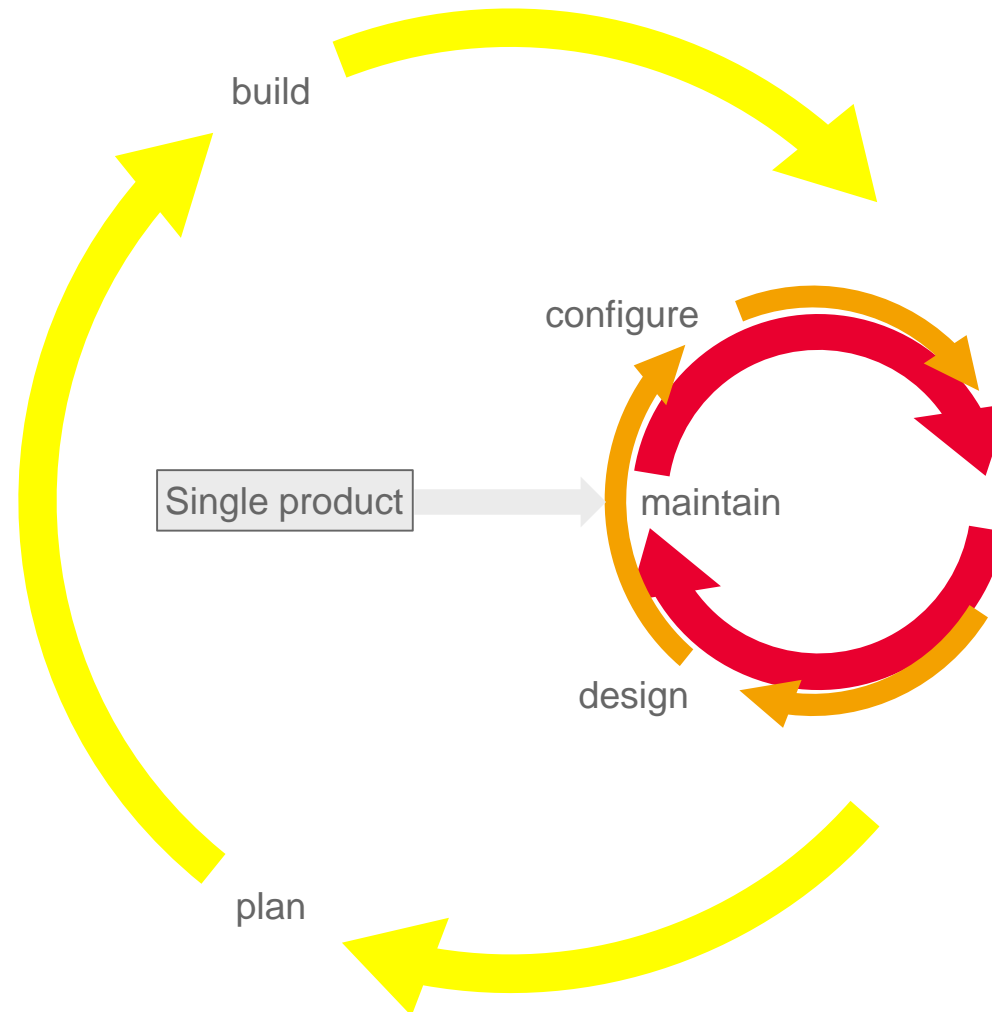 build
configure
Single product
maintain
design
plan